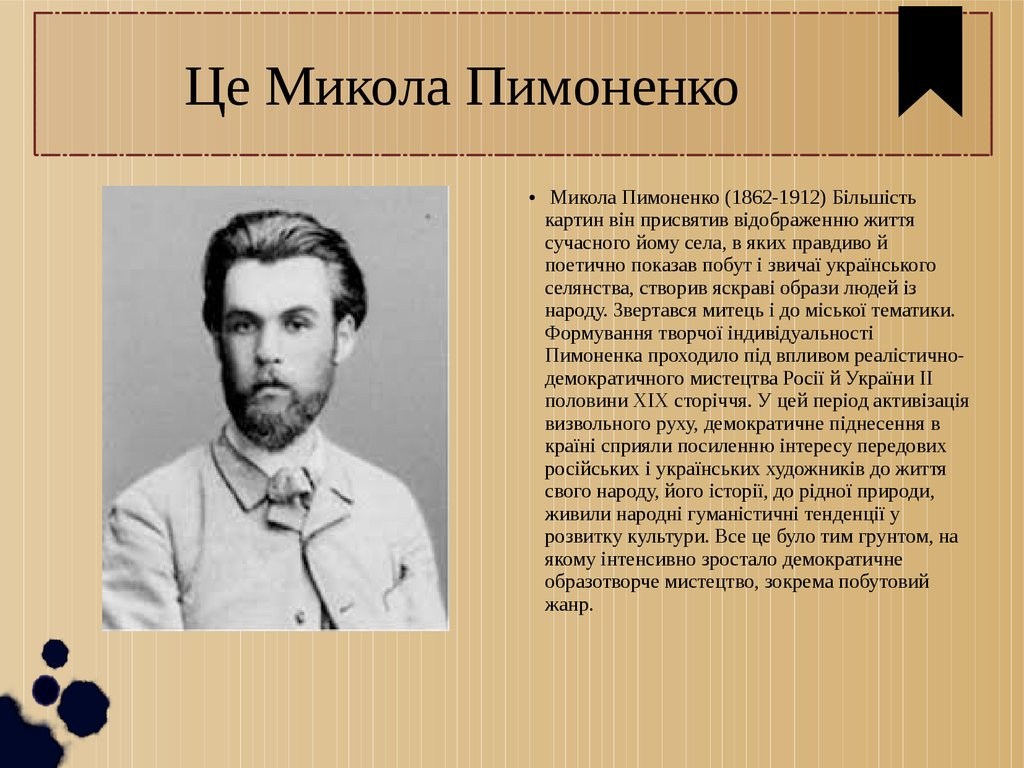 Це Микола Пимоненко
• Микола Пимоненко (1862-1912) Більшість
картин він присвятив відображенню життя
сучасного йому села, в яких правдиво й
поетично показав побут і звичаї українського
селянства, створив яскраві образи людей із
народу. Звертався митець і до міської тематики.
Формування творчої індивідуальності
Пимоненка проходило під впливом реалістично-
демократичного мистецтва Росії й України ІІ
половини XIX сторіччя. У цей період активізація
визвольного руху, демократичне піднесення в
країні сприяли посиленню інтересу передових
російських і українських художників до життя
свого народу, його історії, до рідної природи,
живили народні гуманістичні тенденції у
розвитку культури. Все це було тим грунтом, на
якому інтенсивно зростало демократичне
образотворче мистецтво, зокрема побутовий
жанр.